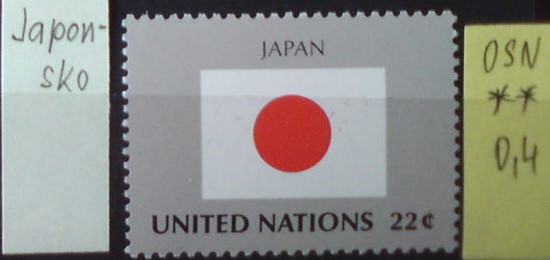 Japon-
sko
JAPAN
UNITED NATIONS 22¢
OSN
**
0,4